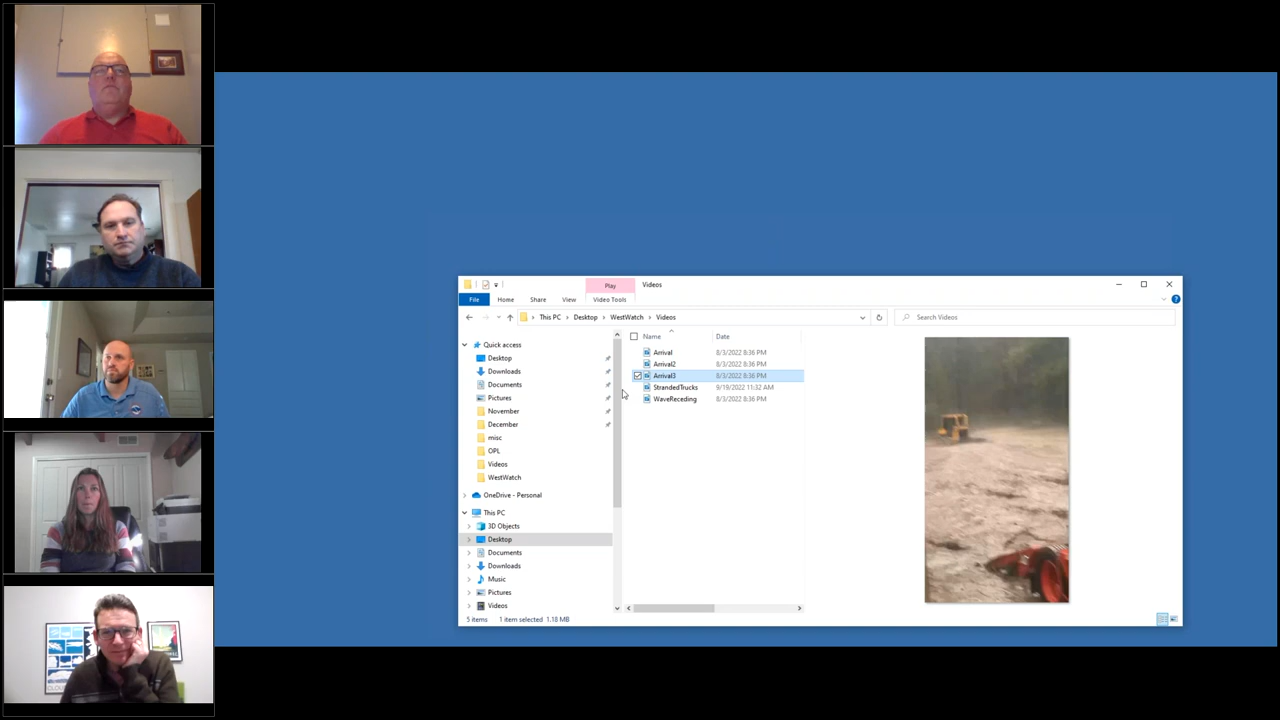 Play
Videos
File
Home
Share
View
Video Tools
This PC
Desktop
WestWatch
Videos
Search Videos
Quick access
Desktop
Downloads
Documents
Pictures
November
December
misc
OPL
Videos
WestWatch
OneDrive - Personal
This PC
3D Objects
Desktop
Documents
Downloads
Music
Pictures
Videos
Name Date
Arrival 8/3/2022 8:36 PM
Arrival2 8/3/2022 8:36 PM
Arrival3 8/3/2022 8:36 PM
StrandedTrucks 9/19/2022 11:32 AM
WaveReceding 8/3/2022 8:36 PM
5 items 1 item selected 1.18 MB